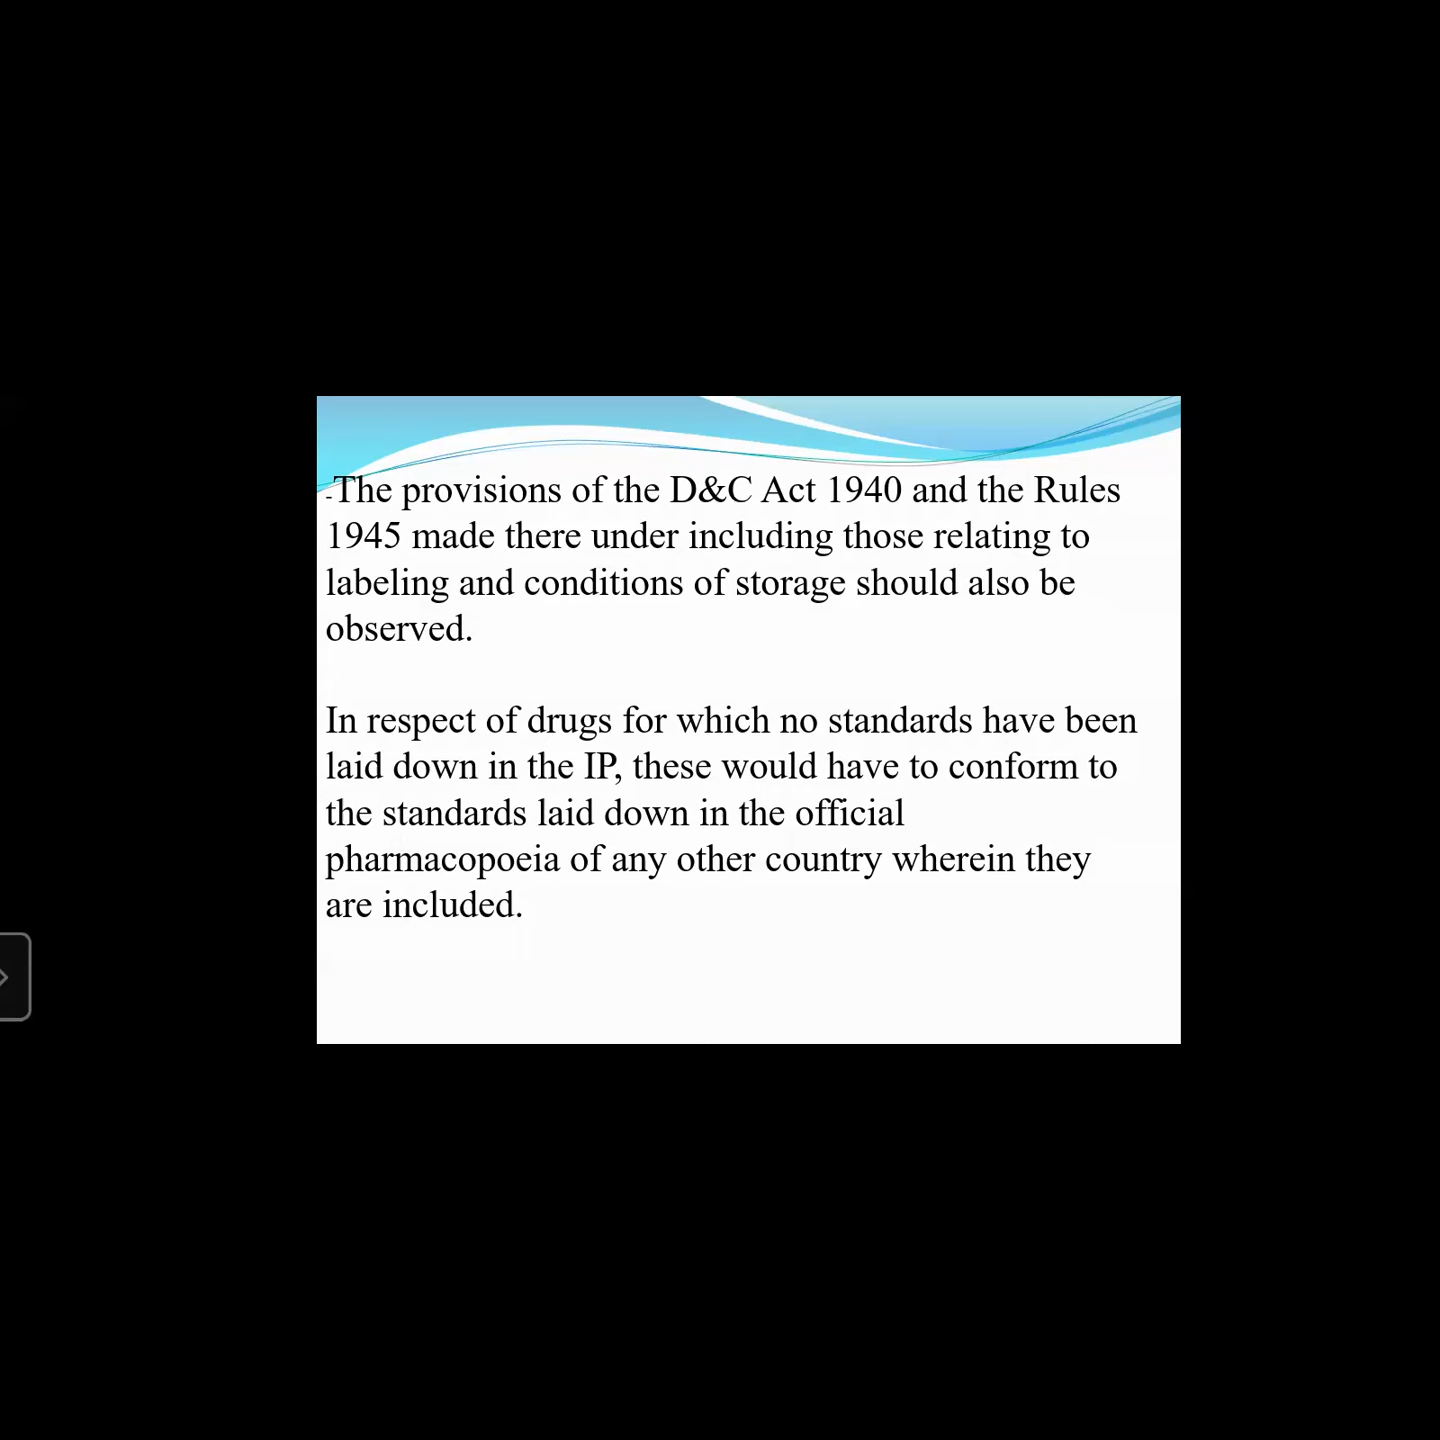 -The provisions of the D&C Act 1940 and the Rules
1945 made there under including those relating to
labeling and conditions of storage should also be
observed.
In respect of drugs for which no standards have been
laid down in the IP, these would have to conform to
the standards laid down in the official
pharmacopoeia of any other country wherein they
are included.